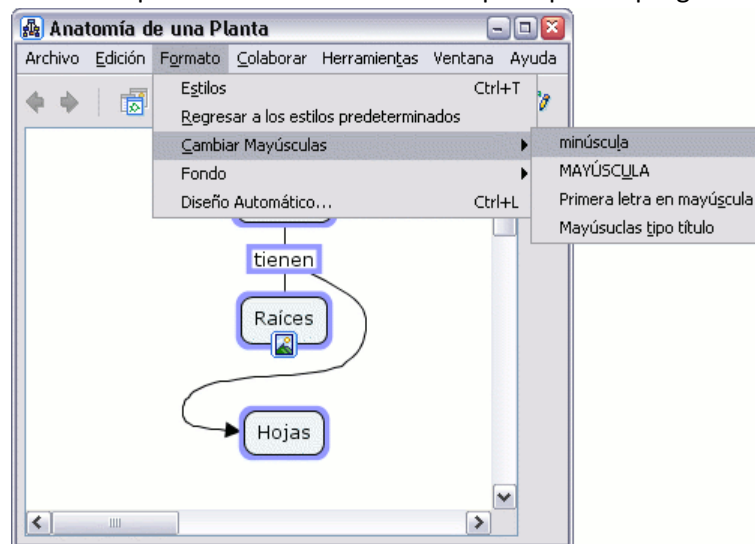 Anatomía de una Planta
Archivo Edición Formato Colaborar Herramientas Ventana Ayuda
Estilos Ctrl+T
Regresar a los estilos predeterminados
Cambiar Mayúsculas
Fondo
Diseño Automático... Ctrl+L
minúscula
MAYÚSCULA
Primera letra en mayúscula
Mayúsuclas tipo título
tienen
Raíces
Hojas